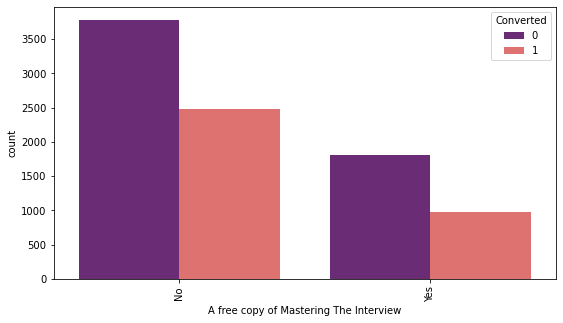 Converted
0
1
3500
3000
2500
2000
1500
1000
500
0
count
No
Yes
A free copy of Mastering The Interview